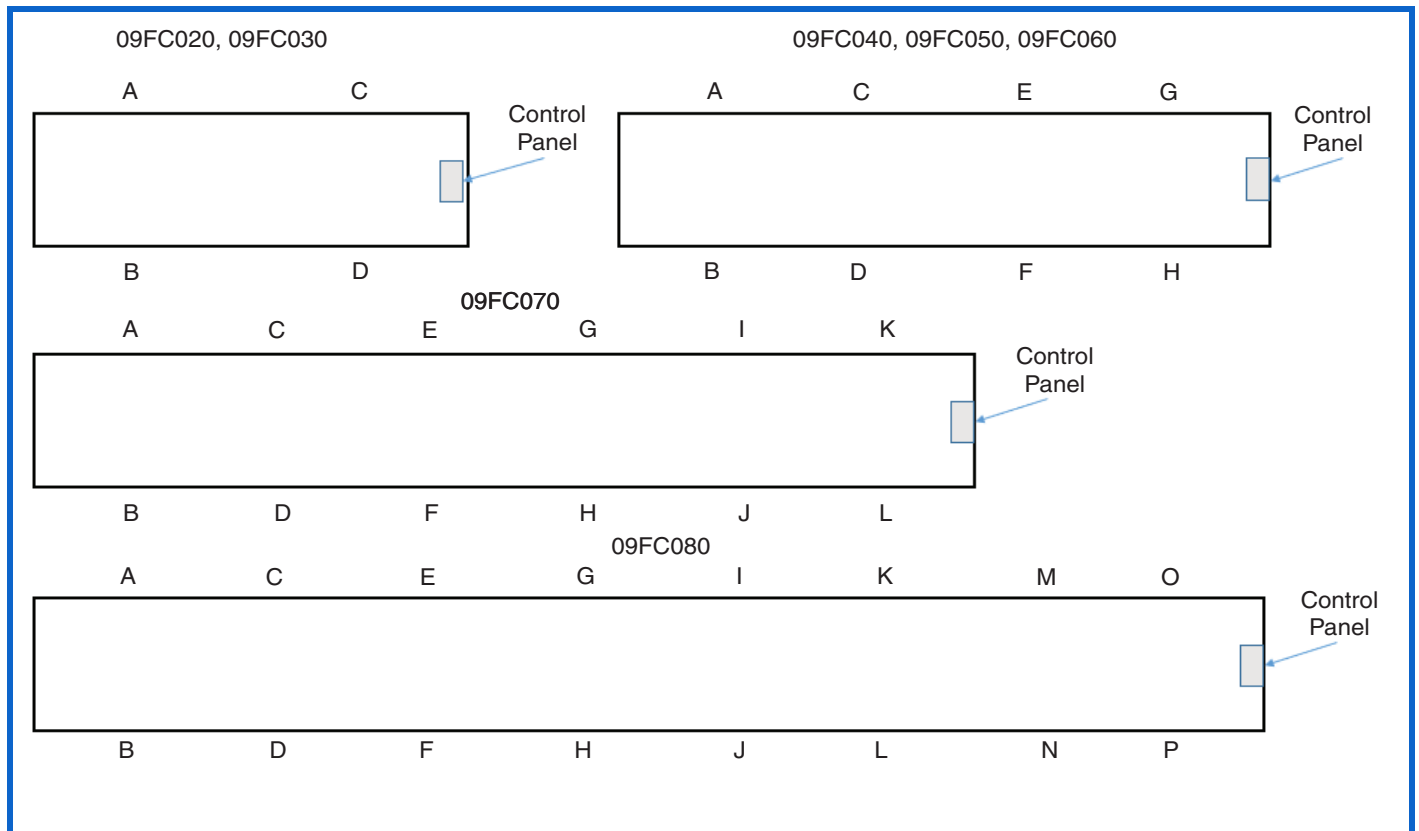 09FC020, 09FC030
A C
Control
Panel
B D
09FC040, 09FC050, 09FC060
A C E G
Control
Panel
B D F H
09FC070
A C E G I K
Control
Panel
B D F H J L
09FC080
A C E G I K M O
Control
Panel
B D F H J L N P